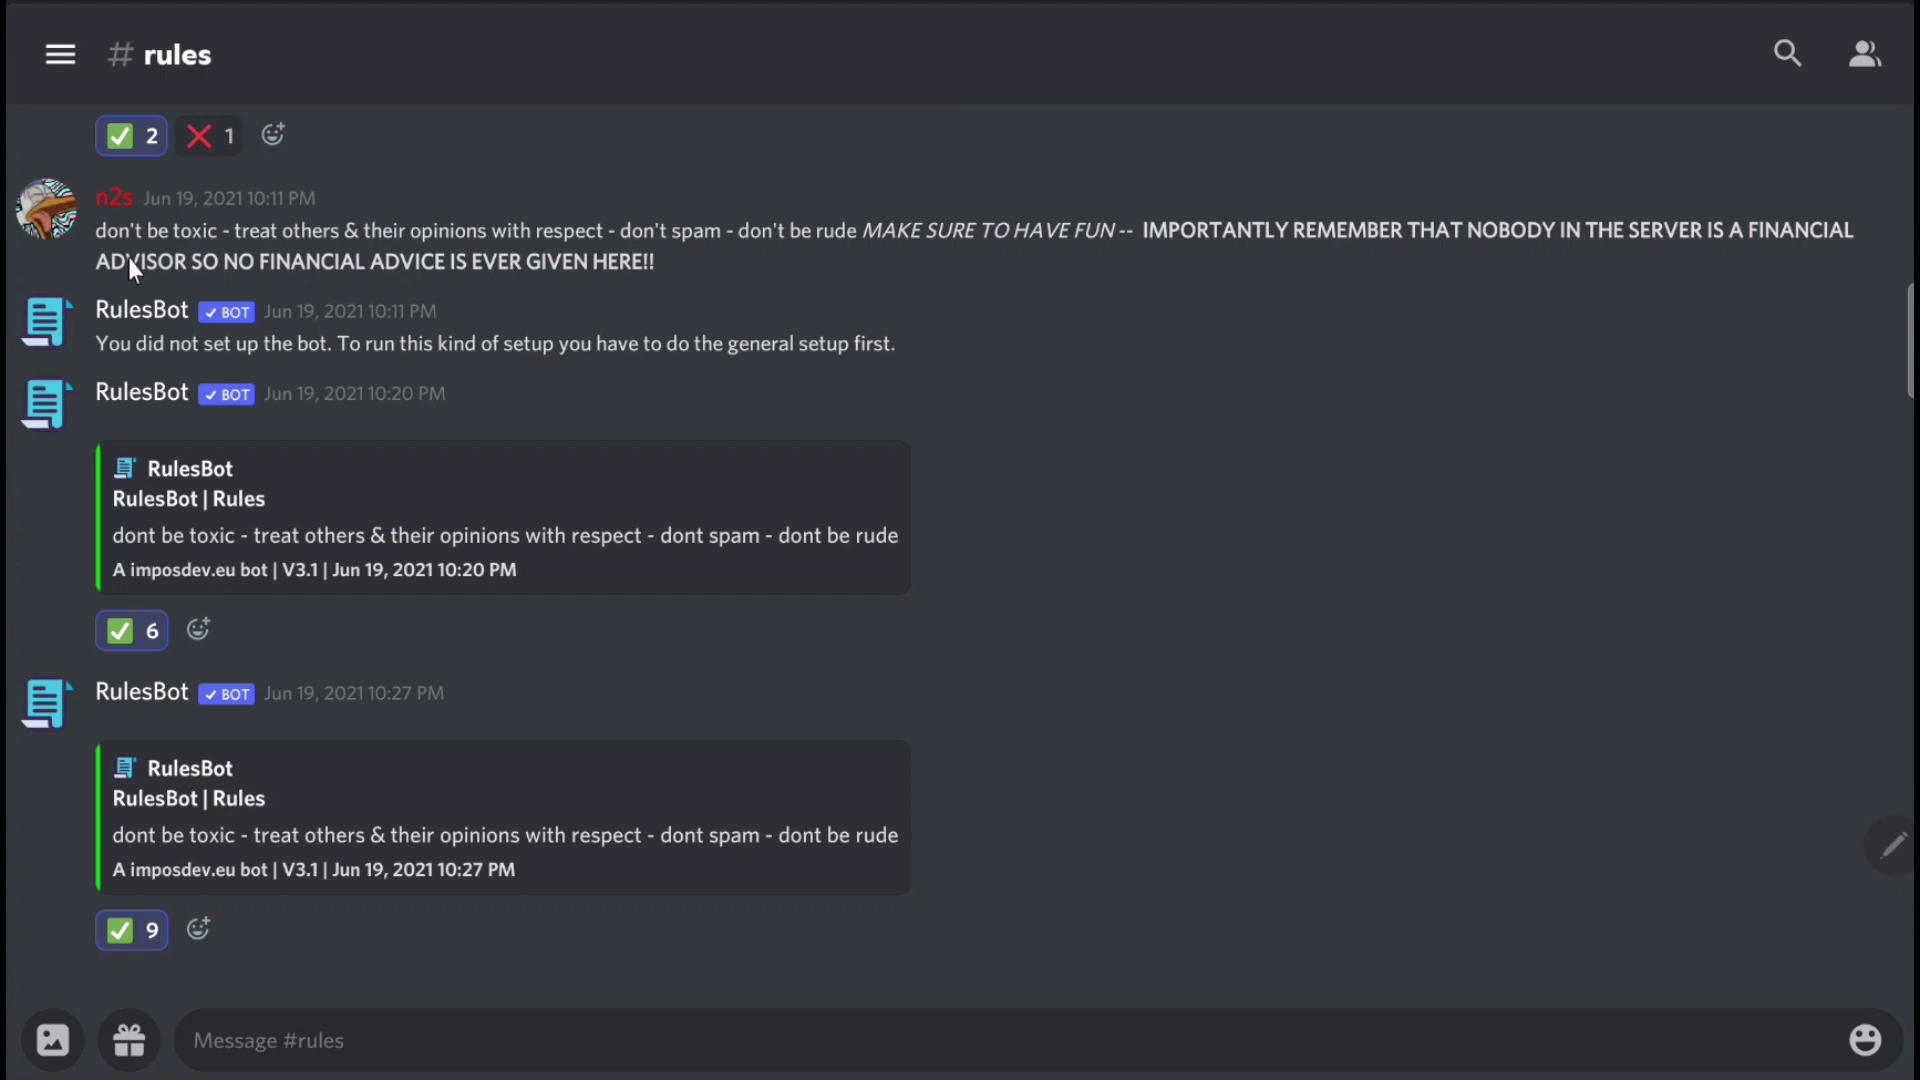 # rules
2 1
n2s Jun 19, 2021 10:11 PM
don't be toxic - treat others & their opinions with respect - don't spam - don't be rude MAKE SURE TO HAVE FUN -- IMPORTANTLY REMEMBER THAT NOBODY IN THE SERVER IS A FINANCIAL
ADVISOR SO NO FINANCIAL ADVICE IS EVER GIVEN HERE!!
RulesBot ✓ BOT Jun 19, 2021 10:11 PM
You did not set up the bot. To run this kind of setup you have to do the general setup first.
RulesBot ✓ BOT Jun 19, 2021 10:20 PM
RulesBot
RulesBot | Rules
dont be toxic - treat others & their opinions with respect - dont spam - dont be rude
A imposdev.eu bot | V3.1 | Jun 19, 2021 10:20 PM
6
RulesBot ✓ BOT Jun 19, 2021 10:27 PM
RulesBot
RulesBot | Rules
dont be toxic - treat others & their opinions with respect - dont spam - dont be rude
A imposdev.eu bot | V3.1 | Jun 19, 2021 10:27 PM
9
Message #rules